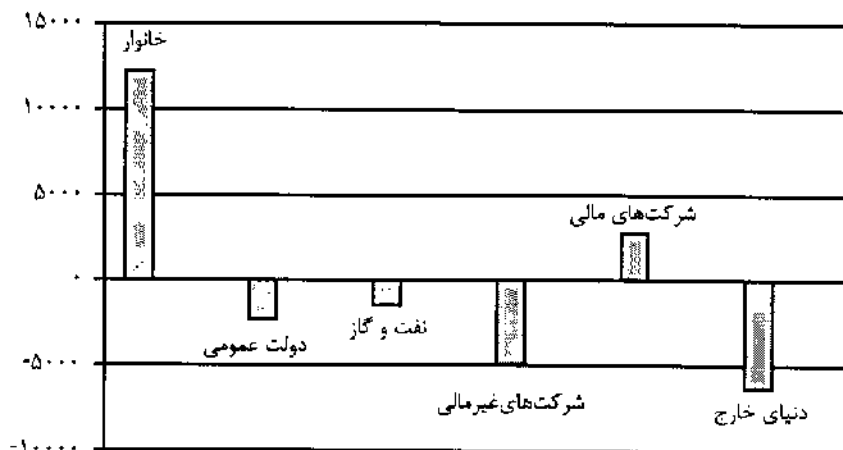 ۱۵۰۰۰
خانوار
۱۰۰۰۰
۵۰۰۰
شرکت‌های مالی
۰
نفت و گاز
دولت عمومی
-۵۰۰۰
شرکت‌های غیرمالی
دنیای خارج
-۱۰۰۰۰